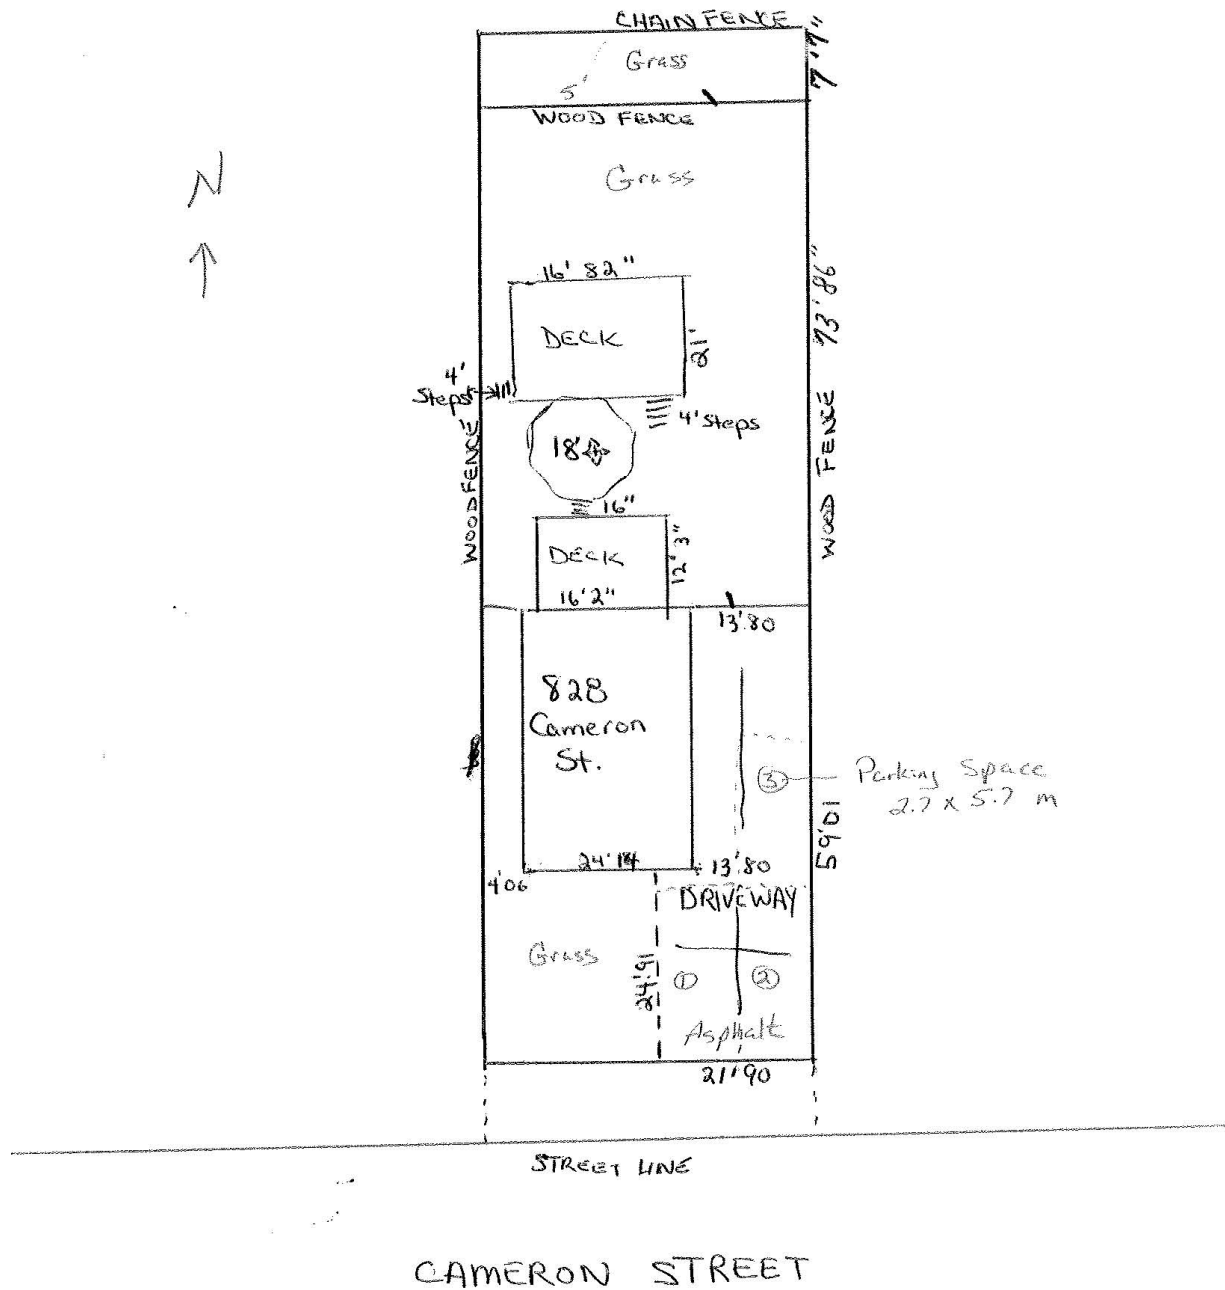 CHAIN FENCE
7'7"
Grass
5'
WOOD FENCE
Grass
N
16' 82"
DECK
21'
93'86"
4'
Steps
4' Steps
18'
WOOD FENCE
WOOD FENCE
16"
DECK
12'3"
16'2"
13'80
828
Cameron
St.
3
Parking Space
2.7 x 5.7 m
59'01
24'14
13'80
4'06
DRIVEWAY
Grass
24'91
1
2
Asphalt
21'90
STREET LINE
CAMERON STREET